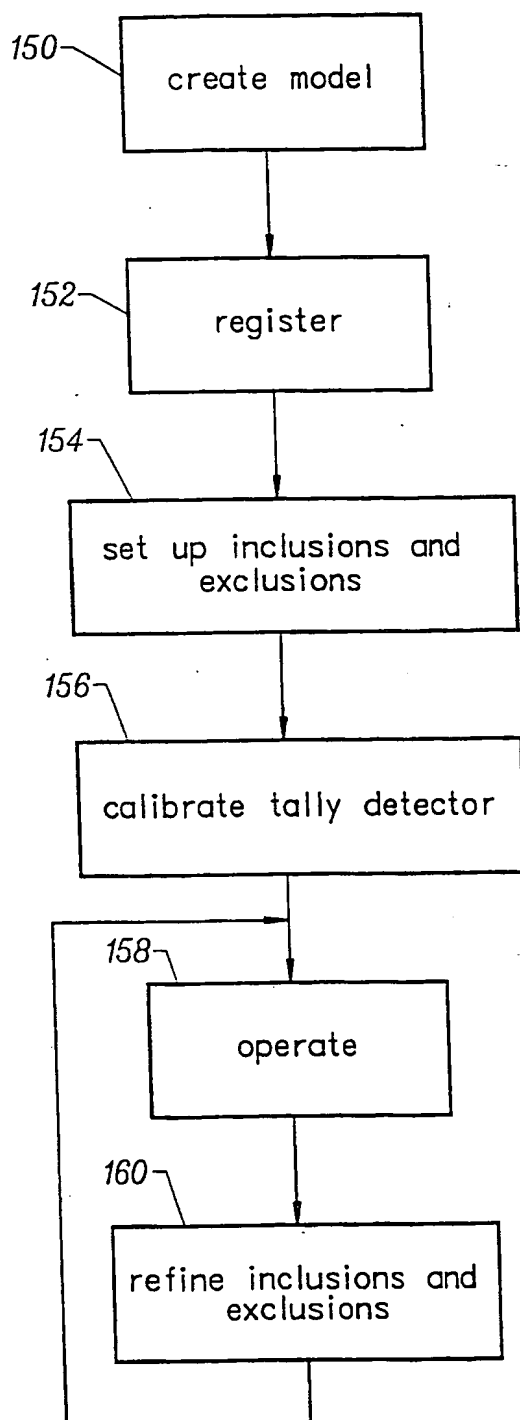 150
create model
152
register
154
set up inclusions and
exclusions
156
calibrate tally detector
158
operate
160
refine inclusions and
exclusions